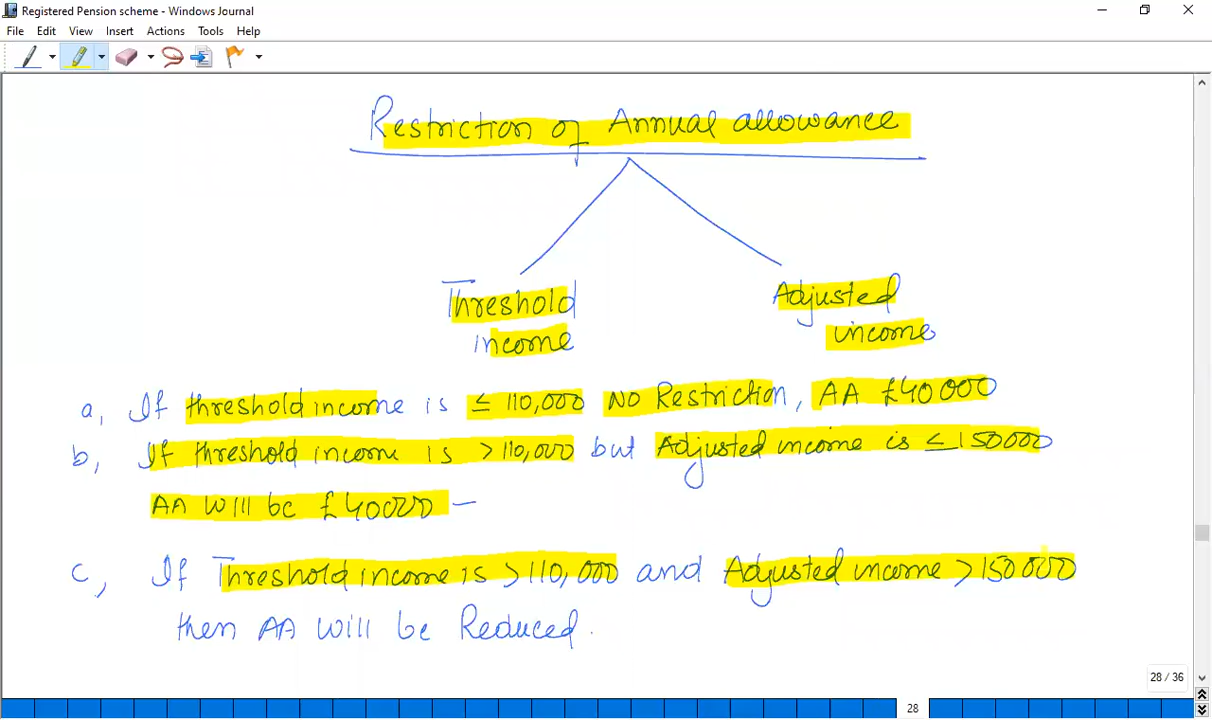 Registered Pension scheme - Windows Journal
File Edit View Insert Actions Tools Help
Restriction of Annual allowance
Threshold income
Adjusted income
a, If threshold income is ≤ 110,000 NO Restriction, AA £40000
b, If threshold income is >110,000 but Adjusted income is ≤150000
AA will be £40000 —
c, If Threshold income is >110,000 and Adjusted income >150000
then AA will be Reduced.
28 / 36
28